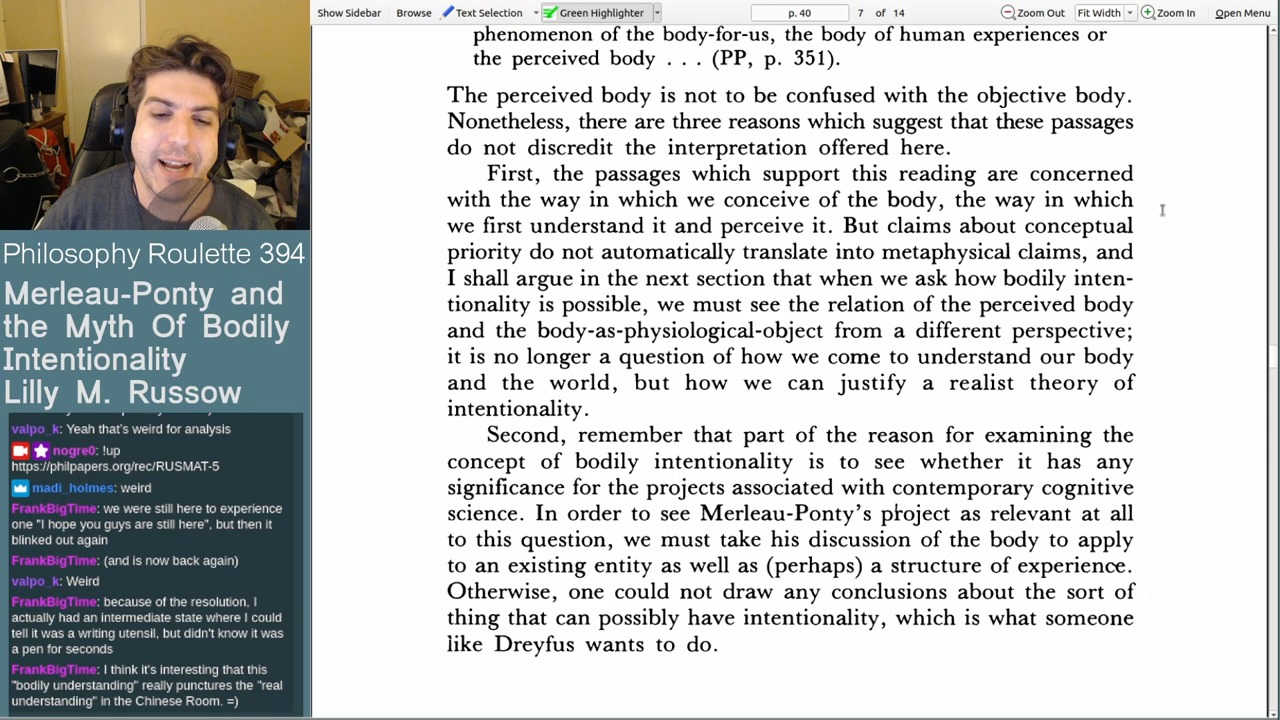 Show Sidebar Browse Text Selection Green Highlighter p. 40 7 of 14 Zoom Out Fit Width Zoom In Open Menu
phenomenon of the body-for-us, the body of human experiences or
the perceived body . . . (PP, p. 351).
The perceived body is not to be confused with the objective body.
Nonetheless, there are three reasons which suggest that these passages
do not discredit the interpretation offered here.
First, the passages which support this reading are concerned
with the way in which we conceive of the body, the way in which
we first understand it and perceive it. But claims about conceptual
priority do not automatically translate into metaphysical claims, and
I shall argue in the next section that when we ask how bodily inten-
tionality is possible, we must see the relation of the perceived body
and the body-as-physiological-object from a different perspective;
it is no longer a question of how we come to understand our body
and the world, but how we can justify a realist theory of
intentionality.
Second, remember that part of the reason for examining the
concept of bodily intentionality is to see whether it has any
significance for the projects associated with contemporary cognitive
science. In order to see Merleau-Ponty's project as relevant at all
to this question, we must take his discussion of the body to apply
to an existing entity as well as (perhaps) a structure of experience.
Otherwise, one could not draw any conclusions about the sort of
thing that can possibly have intentionality, which is what someone
like Dreyfus wants to do.
Philosophy Roulette 394
Merleau-Ponty and
the Myth Of Bodily
Intentionality
Lilly M. Russow
valpo_k: Yeah that's weird for analysis
nogre0: !up
https://philpapers.org/rec/RUSMAT-5
madi_holmes: weird
FrankBigTime: we were still here to experience
one "I hope you guys are still here", but then it
blinked out again
FrankBigTime: (and is now back again)
valpo_k: Weird
FrankBigTime: because of the resolution, I
actually had an intermediate state where I could
tell it was a writing utensil, but didn't know it was
a pen for seconds
FrankBigTime: I think it's interesting that this
"bodily understanding" really punctures the "real
understanding" in the Chinese Room. =)